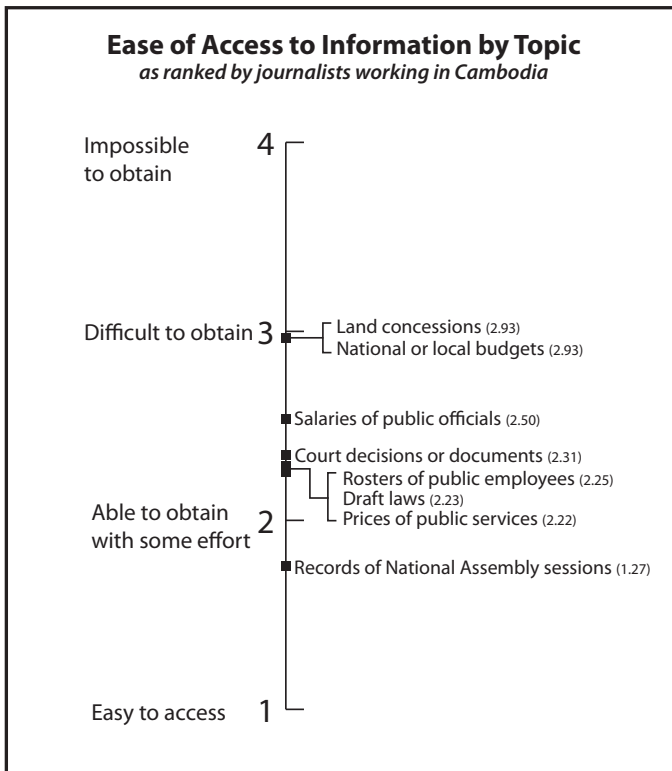 Ease of Access to Information by Topic
as ranked by journalists working in Cambodia
Impossible
to obtain
4
Difficult to obtain 3
Land concessions (2.93)
National or local budgets (2.93)
Salaries of public officials (2.50)
Court decisions or documents (2.31)
Rosters of public employees (2.25)
Draft laws (2.23)
Prices of public services (2.22)
Able to obtain
with some effort
2
Records of National Assembly sessions (1.27)
Easy to access 1